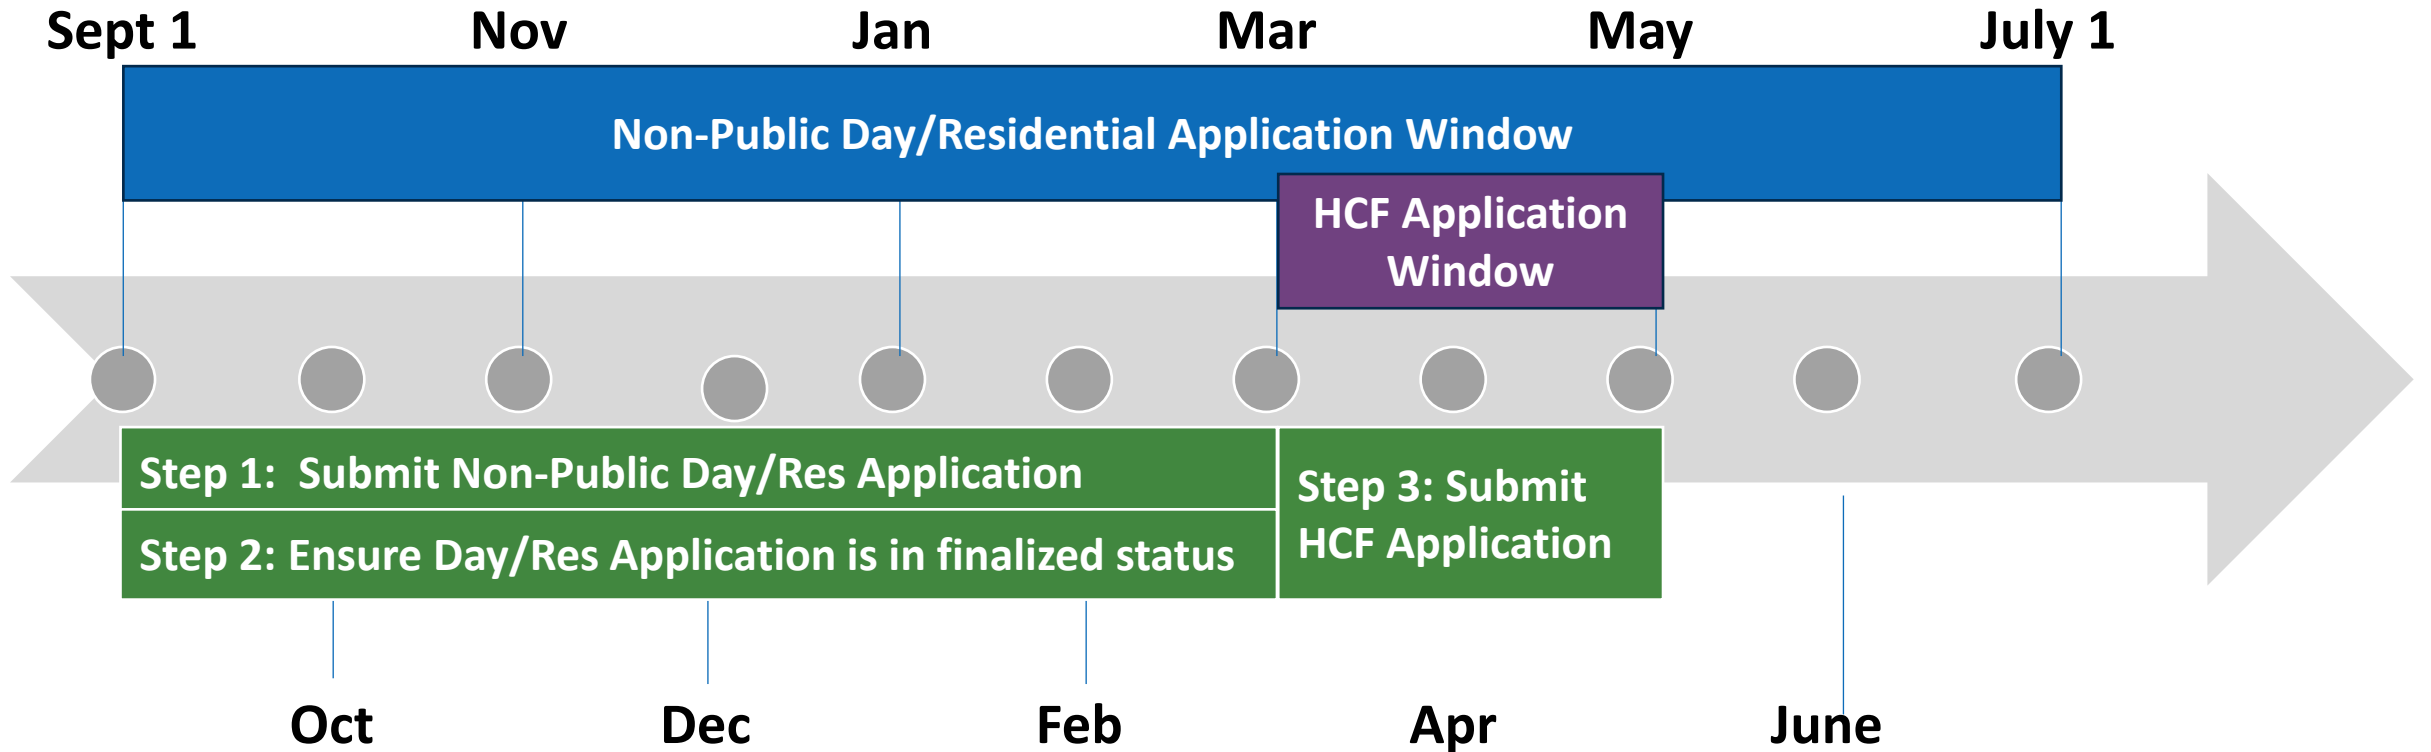 Sept 1 Nov Jan Mar May July 1
Non-Public Day/Residential Application Window
HCF Application
Window
Step 1:  Submit Non-Public Day/Res Application
Step 2: Ensure Day/Res Application is in finalized status
Step 3: Submit
HCF Application
Oct Dec Feb Apr June